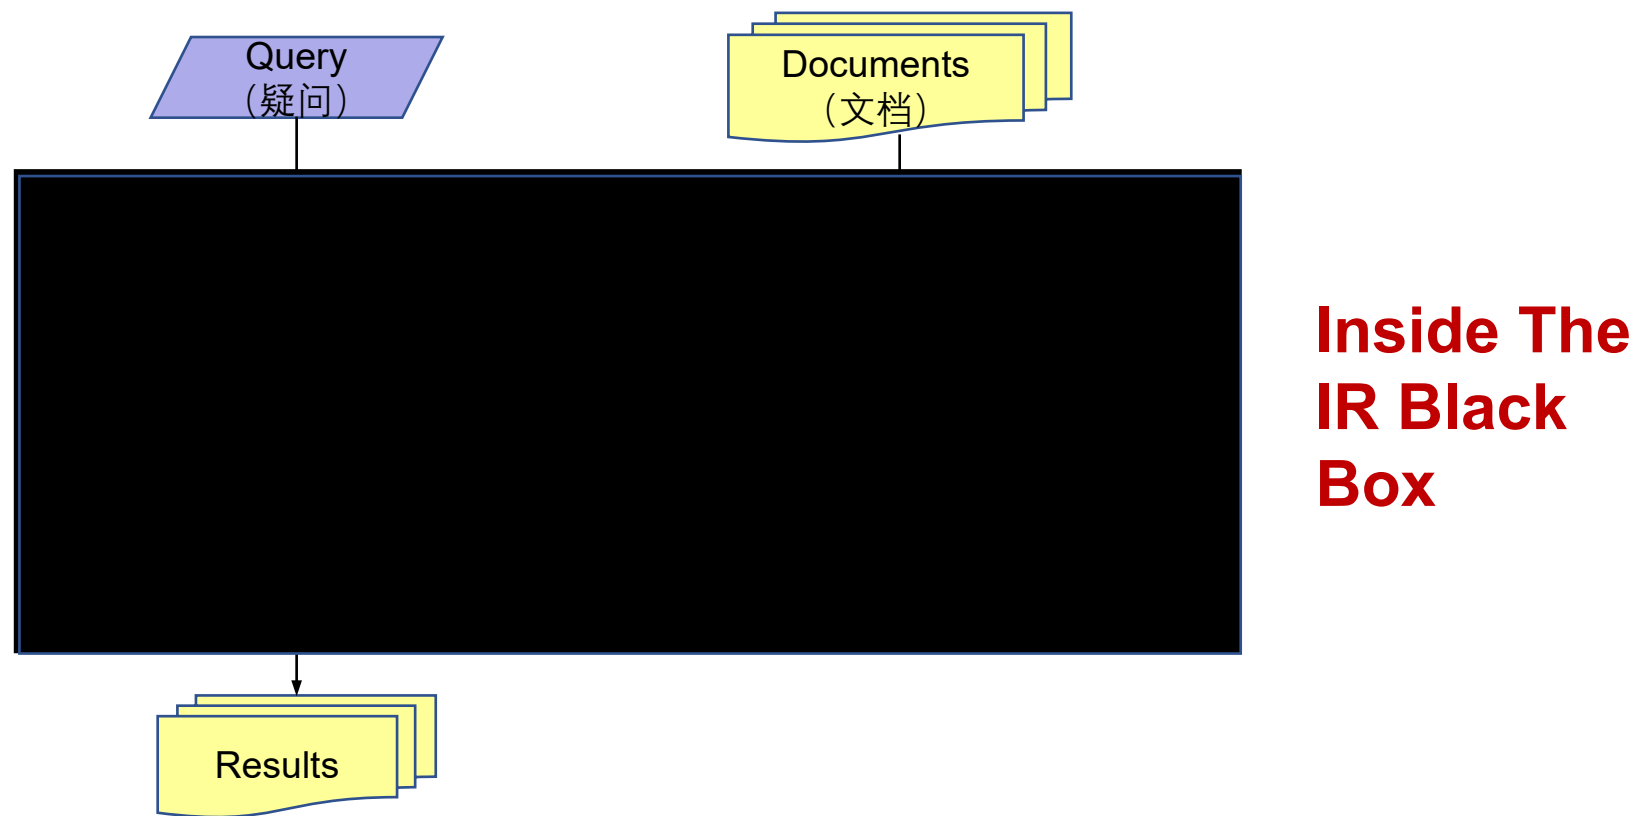 Query
（疑问）
Documents
（文档）
Inside The
IR Black
Box
Results